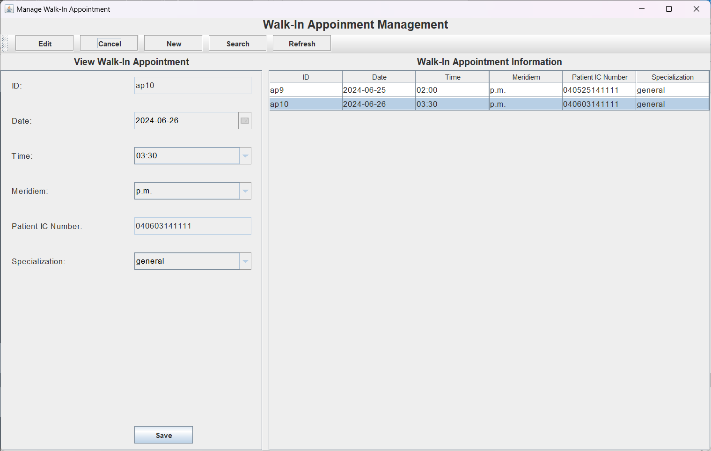 Manage Walk-In Appointment
Walk-In Appoinment Management
Edit Cancel New Search Refresh
View Walk-In Appointment
ID: ap10
Date: 2024-06-26
Time: 03:30
Meridiem: p.m.
Patient IC Number: 040603141111
Specialization: general
Save
Walk-In Appointment Information
ID Date Time Meridiem Patient IC Number Specialization
ap9 2024-06-25 02:00 p.m. 040525141111 general
ap10 2024-06-26 03:30 p.m. 040603141111 general